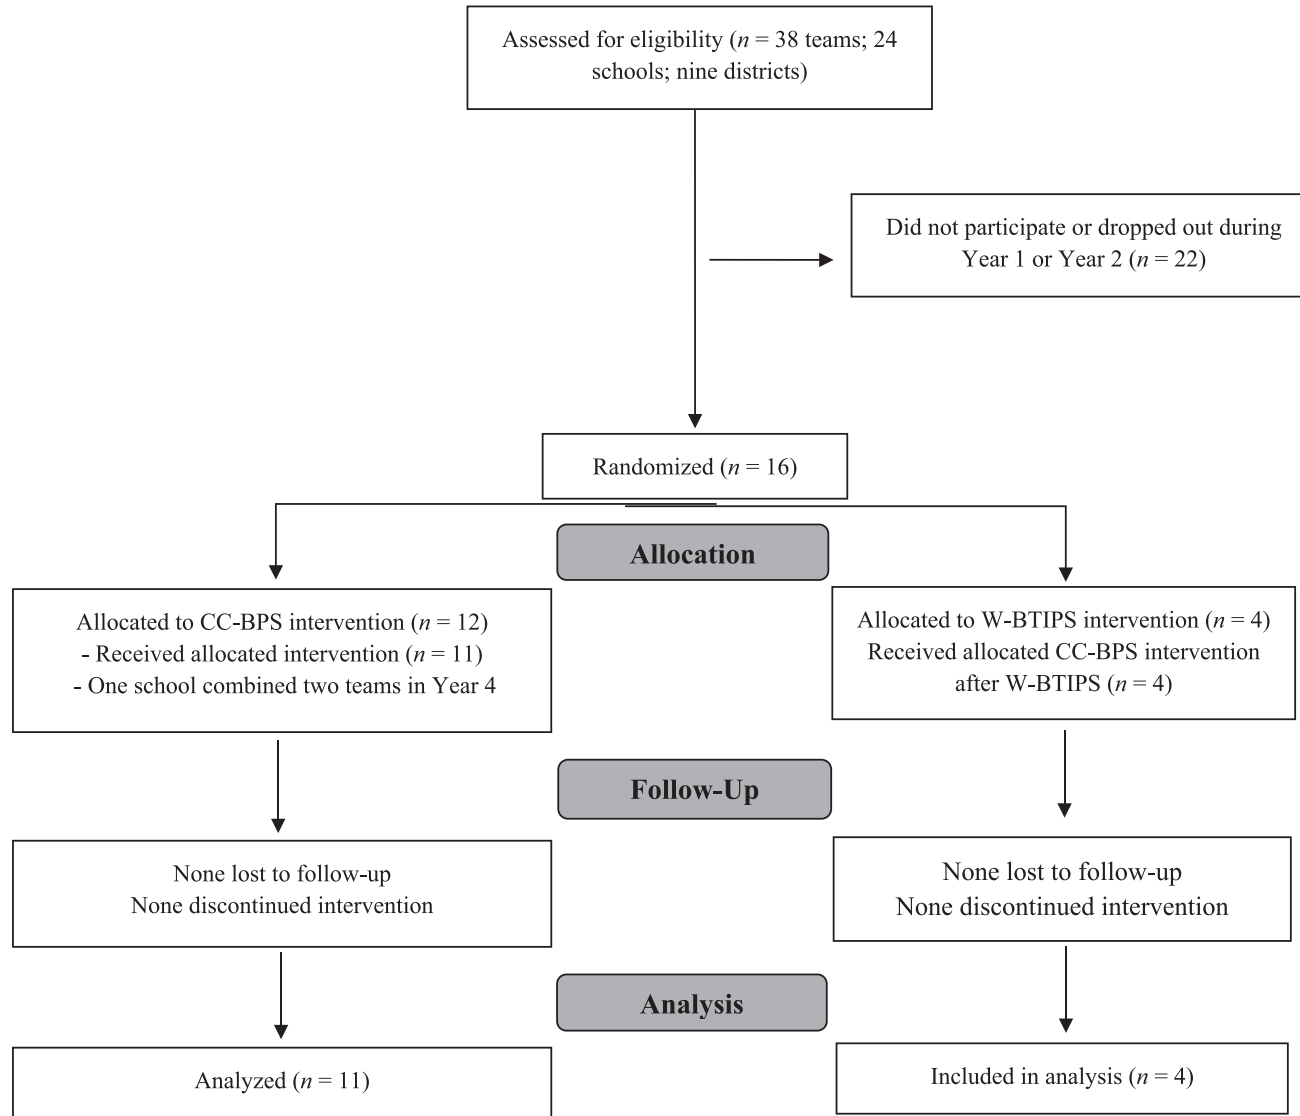 Assessed for eligibility (n = 38 teams; 24
schools; nine districts)
Did not participate or dropped out during
Year 1 or Year 2 (n = 22)
Randomized (n = 16)
Allocation
Allocated to CC-BPS intervention (n = 12)
- Received allocated intervention (n = 11)
- One school combined two teams in Year 4
Allocated to W-BTIPS intervention (n = 4)
Received allocated CC-BPS intervention
after W-BTIPS (n = 4)
Follow-Up
None lost to follow-up
None discontinued intervention
None lost to follow-up
None discontinued intervention
Analysis
Analyzed (n = 11)
Included in analysis (n = 4)